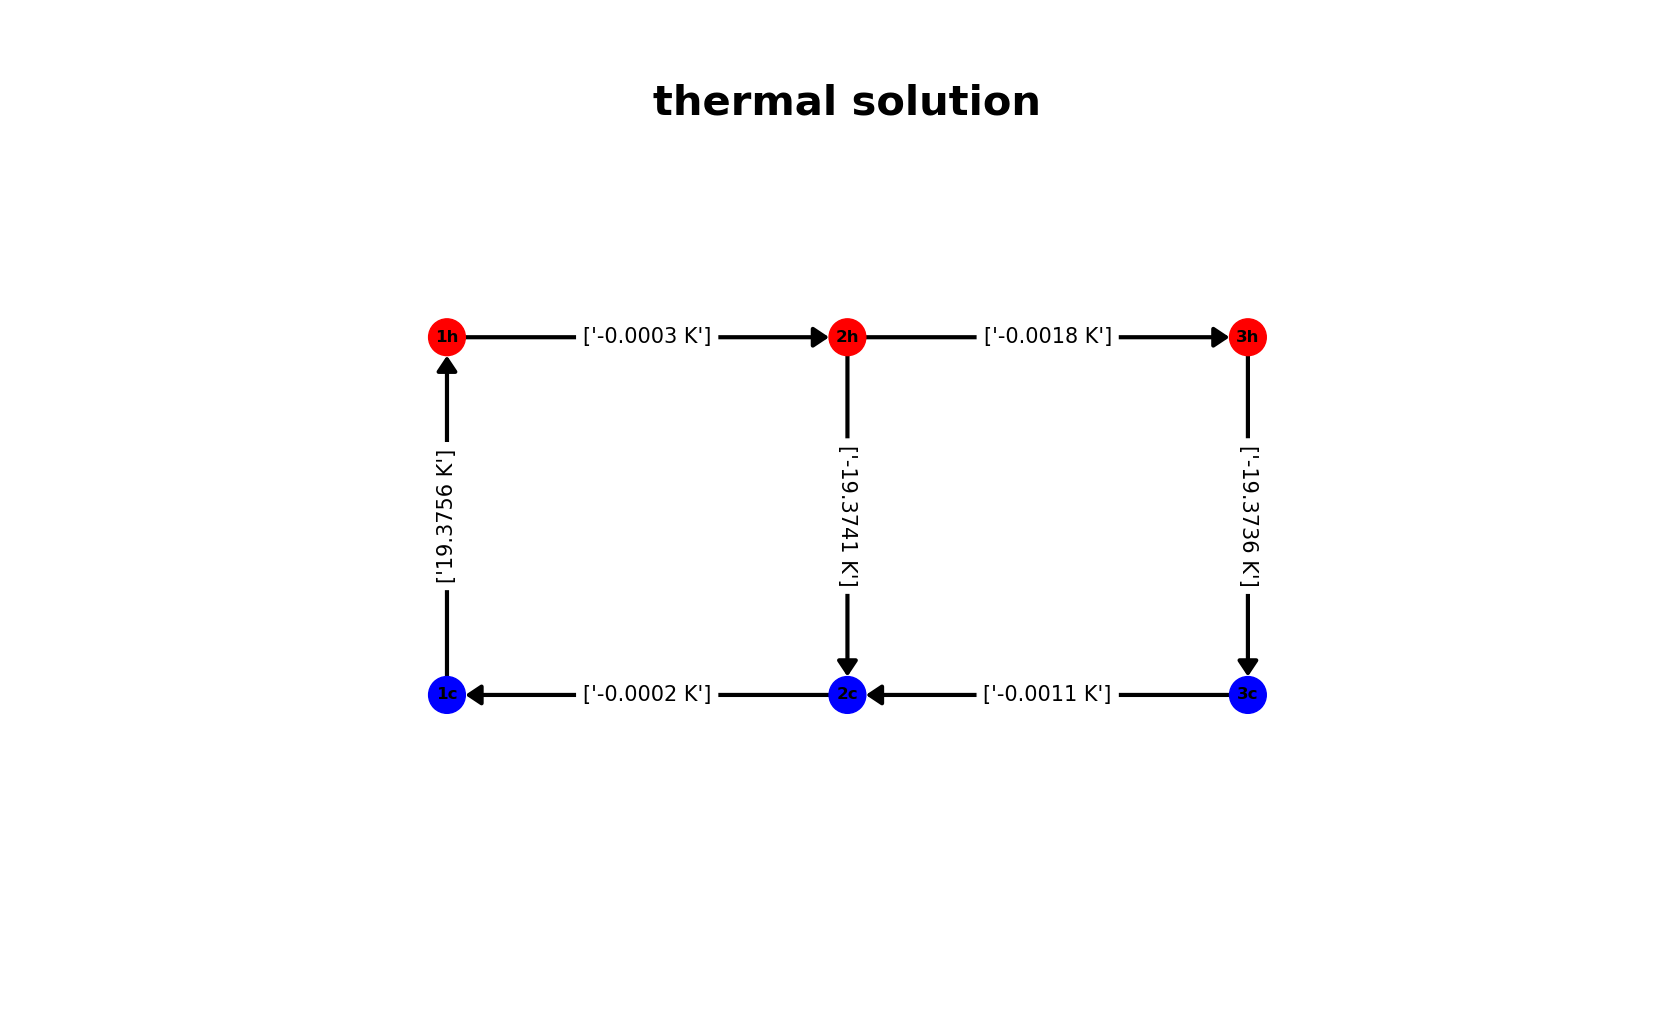 thermal solution
1h
['-0.0003 K']
2h
['-0.0018 K']
3h
['19.3756 K']
['-19.3741 K']
['-19.3736 K']
1c
['-0.0002 K']
2c
['-0.0011 K']
3c